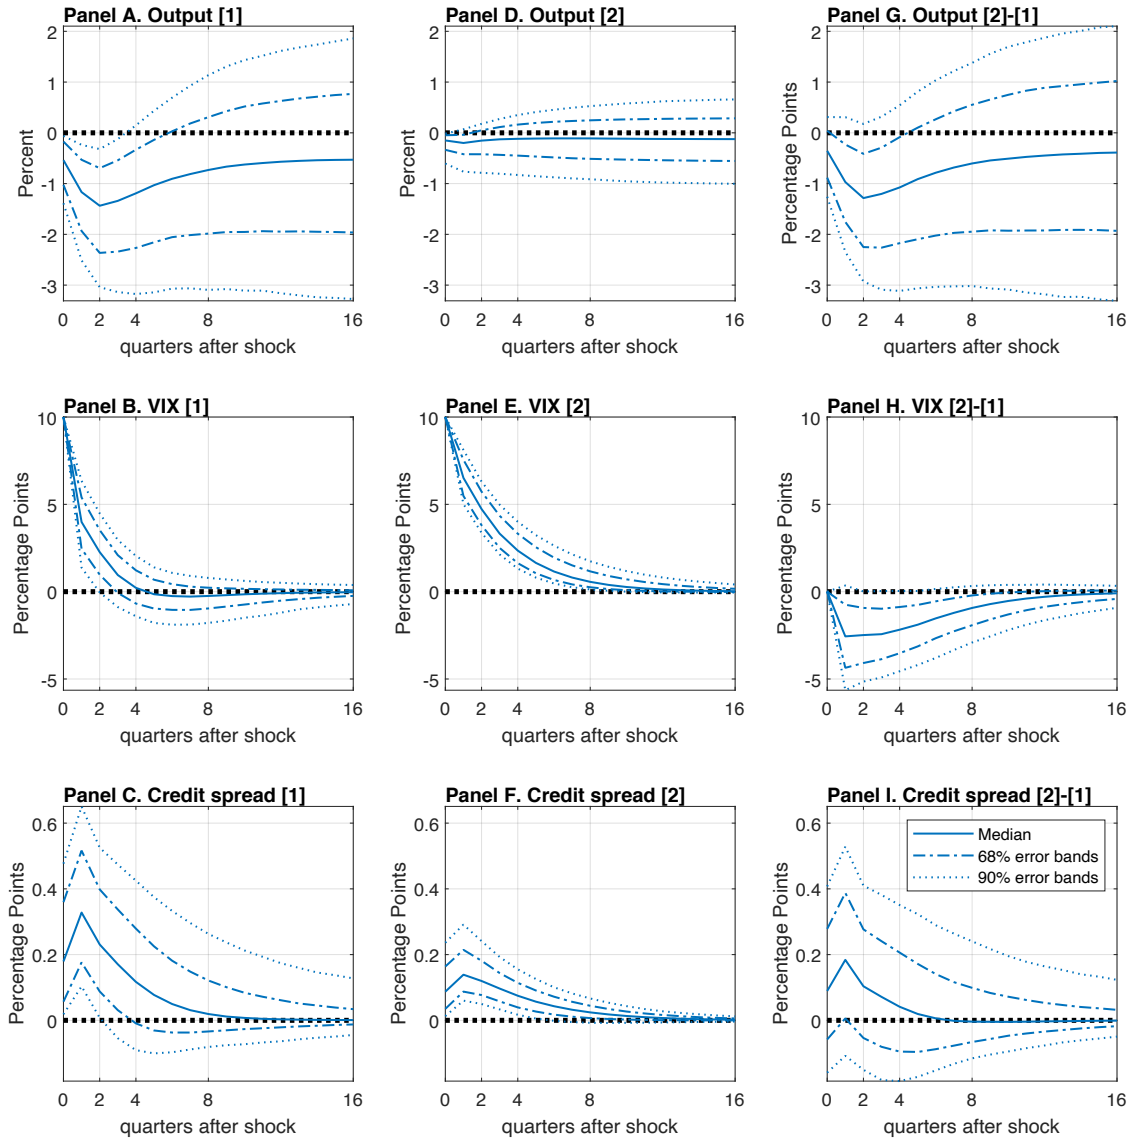 Panel A. Output [1]
2
1
0
-1
-2
-3
Percent
0 2 4 8 16
quarters after shock
Panel D. Output [2]
2
1
0
-1
-2
-3
Percent
0 2 4 8 16
quarters after shock
Panel G. Output [2]-[1]
2
1
0
-1
-2
-3
Percentage Points
0 2 4 8 16
quarters after shock
Panel B. VIX [1]
10
5
0
-5
Percentage Points
0 2 4 8 16
quarters after shock
Panel E. VIX [2]
10
5
0
-5
Percentage Points
0 2 4 8 16
quarters after shock
Panel H. VIX [2]-[1]
10
5
0
-5
Percentage Points
0 2 4 8 16
quarters after shock
Panel C. Credit spread [1]
0.6
0.4
0.2
0
Percentage Points
0 2 4 8 16
quarters after shock
Panel F. Credit spread [2]
0.6
0.4
0.2
0
Percentage Points
0 2 4 8 16
quarters after shock
Panel I. Credit spread [2]-[1]
0.6
0.4
0.2
0
Percentage Points
Median
68% error bands
90% error bands
0 2 4 8 16
quarters after shock